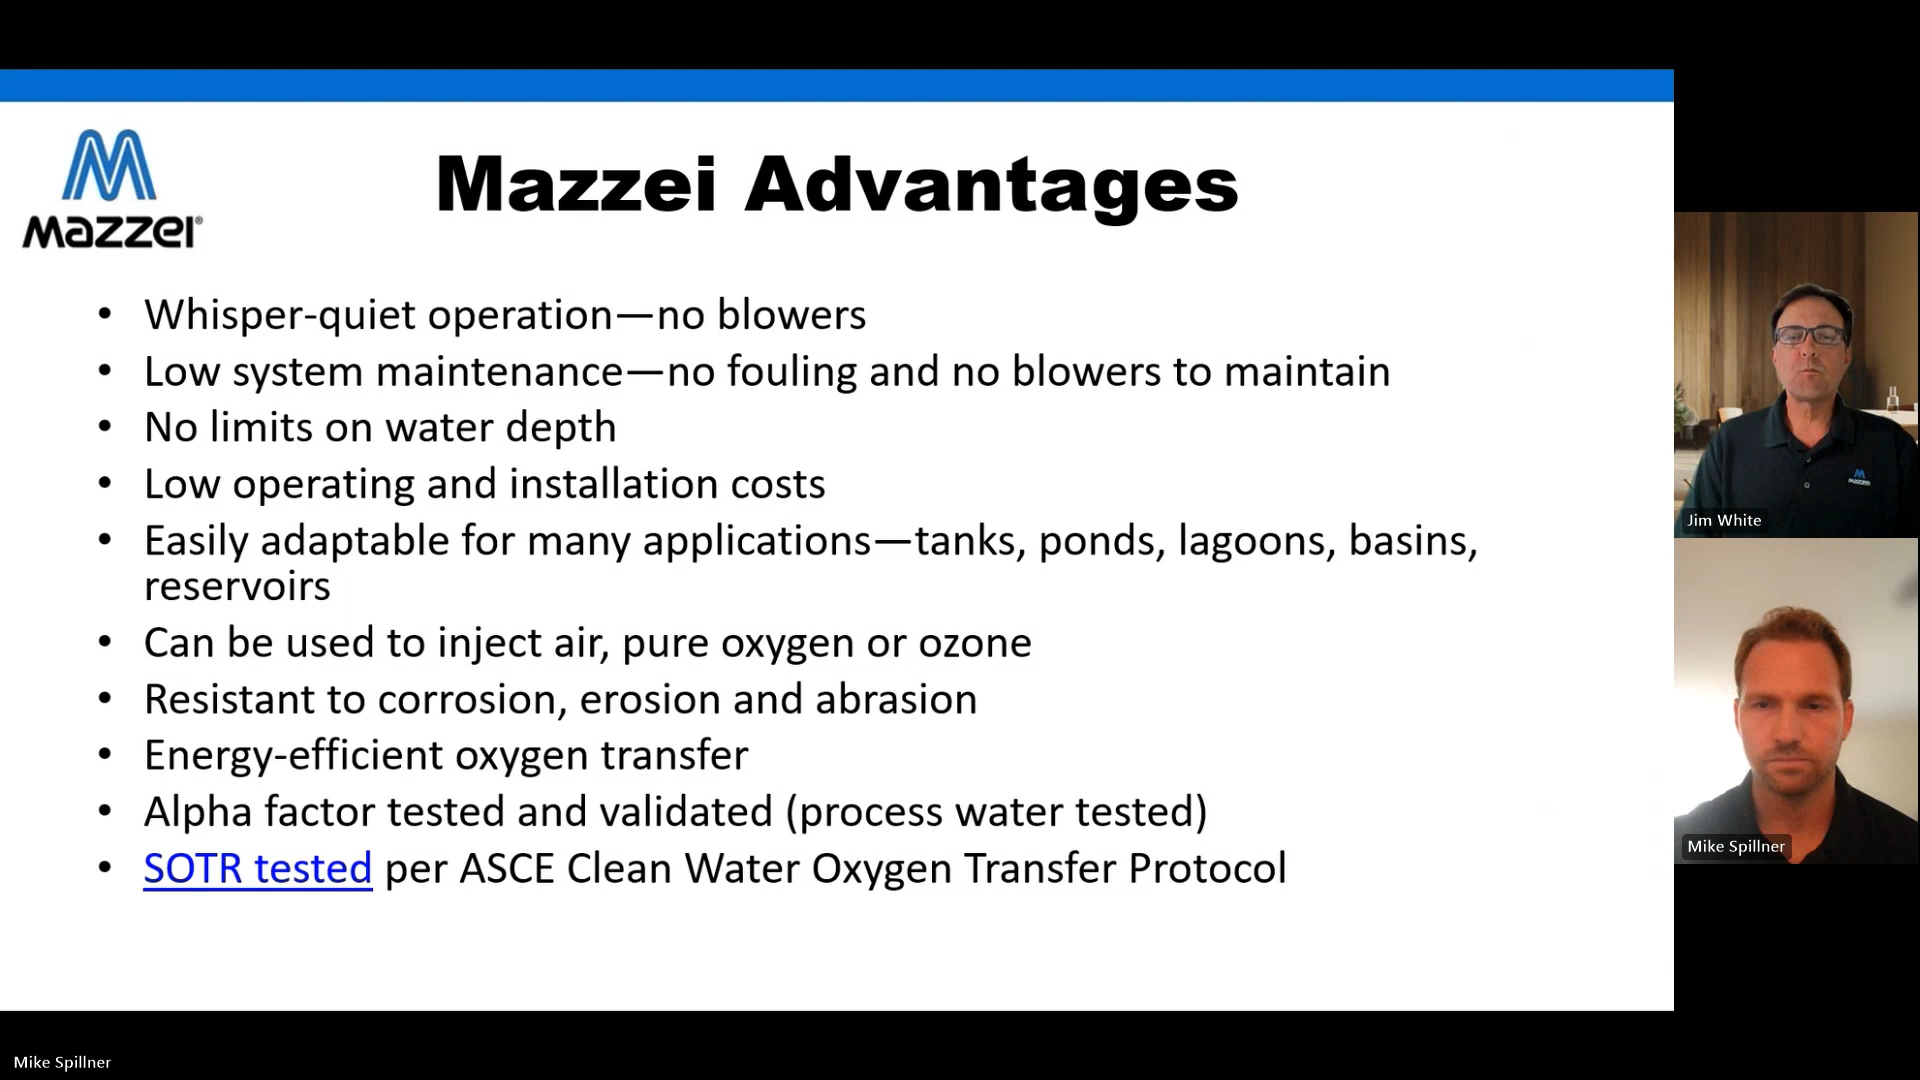 Mazzei®
Mazzei Advantages
• Whisper-quiet operation—no blowers
• Low system maintenance—no fouling and no blowers to maintain
• No limits on water depth
• Low operating and installation costs
• Easily adaptable for many applications—tanks, ponds, lagoons, basins,
reservoirs
• Can be used to inject air, pure oxygen or ozone
• Resistant to corrosion, erosion and abrasion
• Energy-efficient oxygen transfer
• Alpha factor tested and validated (process water tested)
• SOTR tested per ASCE Clean Water Oxygen Transfer Protocol
Mazzei
Jim White
Mike Spillner
Mike Spillner